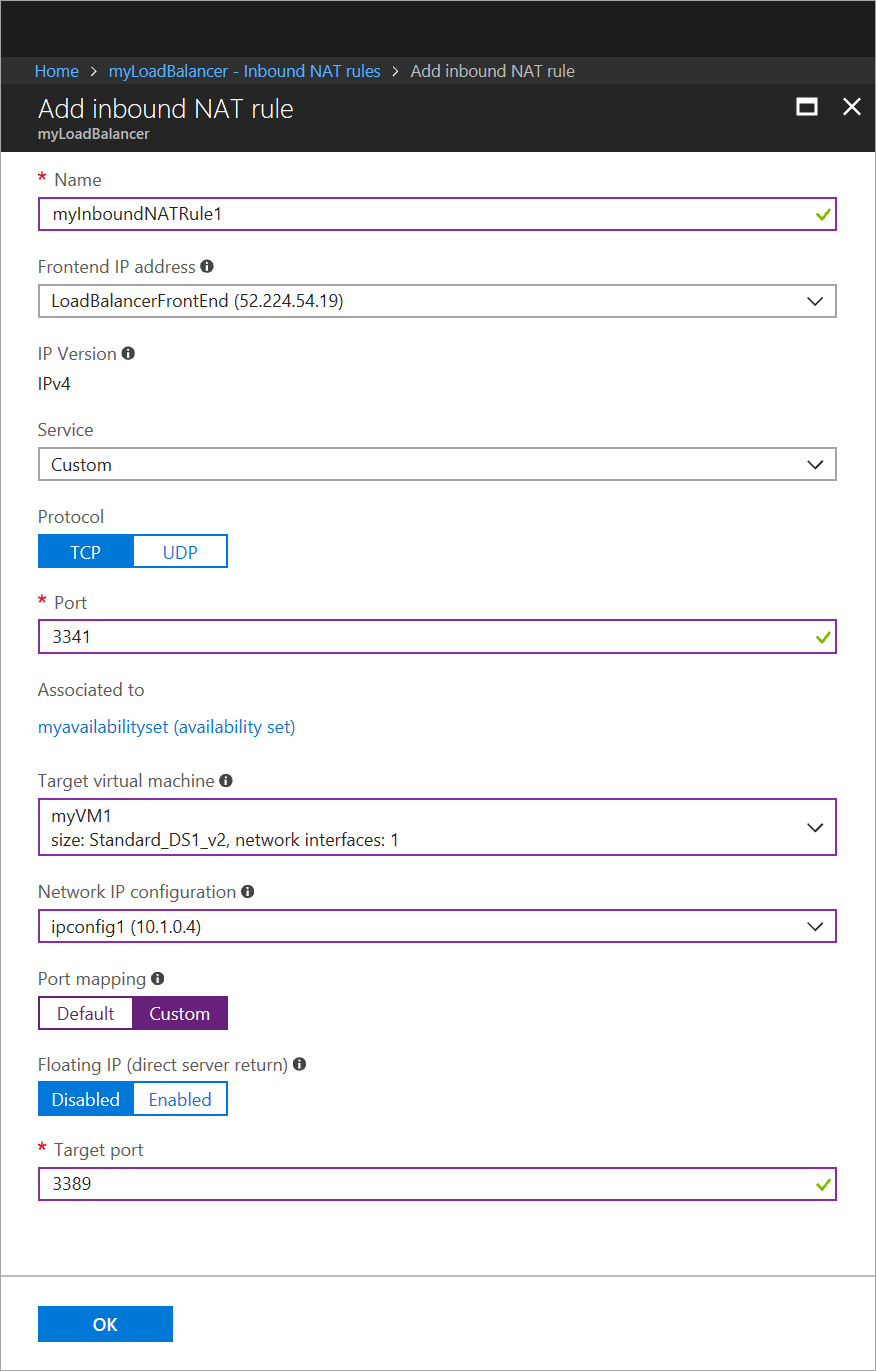 Home > myLoadBalancer - Inbound NAT rules > Add inbound NAT rule
Add inbound NAT rule
myLoadBalancer
* Name
myInboundNATRule1
Frontend IP address
LoadBalancerFrontEnd (52.224.54.19)
IP Version
IPv4
Service
Custom
Protocol
TCP UDP
* Port
3341
Associated to
myavailabilityset (availability set)
Target virtual machine
myVM1
size: Standard_DS1_v2, network interfaces: 1
Network IP configuration
ipconfig1 (10.1.0.4)
Port mapping
Default Custom
Floating IP (direct server return)
Disabled Enabled
* Target port
3389
OK